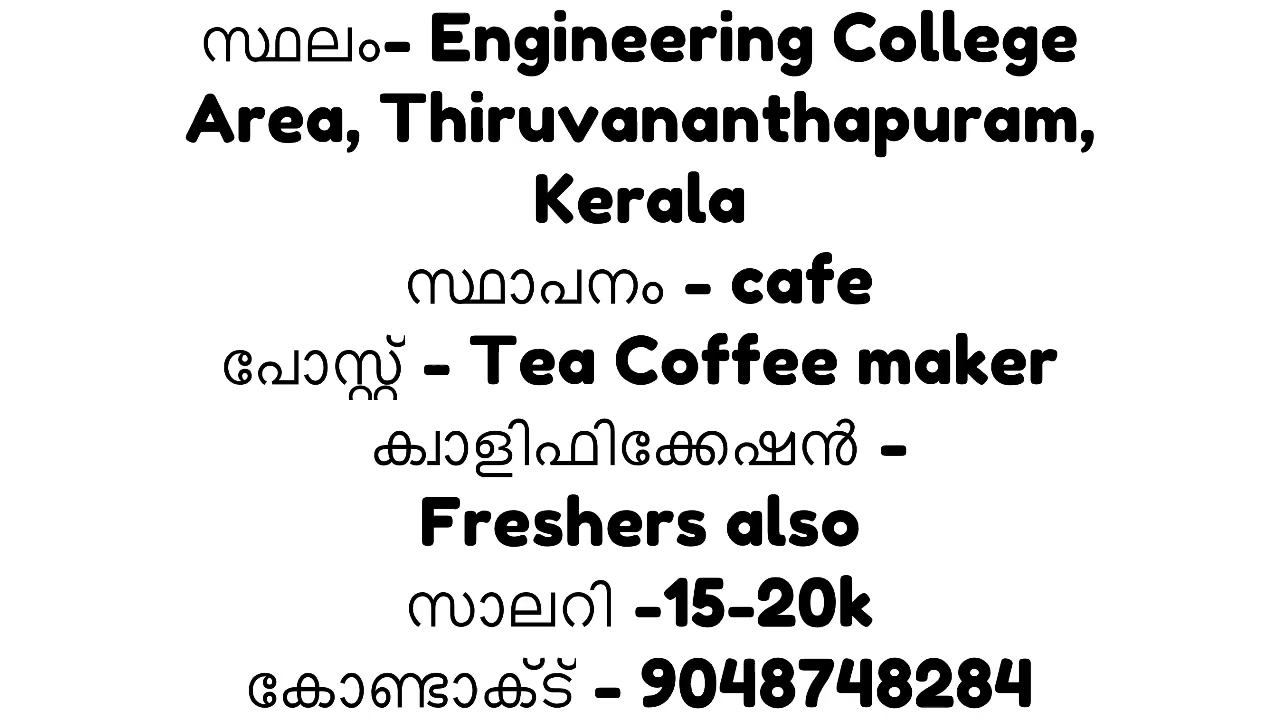 സ്ഥലം- Engineering College
Area, Thiruvananthapuram,
Kerala
സ്ഥാപനം - cafe
പോസ്റ്റ് - Tea Coffee maker
ക്വാളിഫിക്കേഷൻ -
Freshers also
സാലറി -15-20k
കോണ്ടാക്ട് - 9048748284